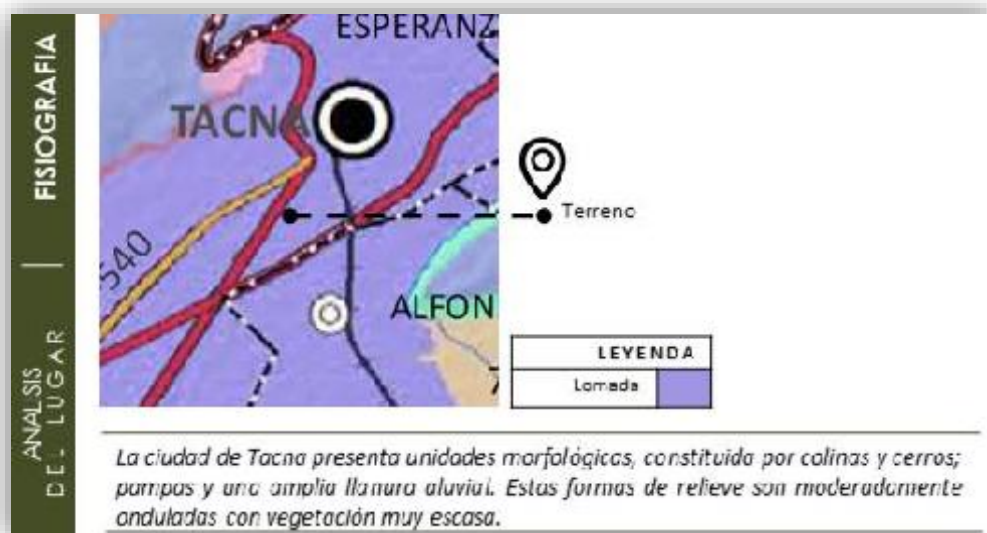 FISIOGRAFIA
ANALISIS
DEL LUGAR
ESPERANZ
TACNA
540
ALFON
Terreno
LEYENDA
Lomada
La ciudad de Tacna presenta unidades morfológicas, constituida por colinas y cerros;
pampas y una amplia llanura aluvial. Estas formas de relieve son moderadamente
onduladas con vegetación muy escasa.